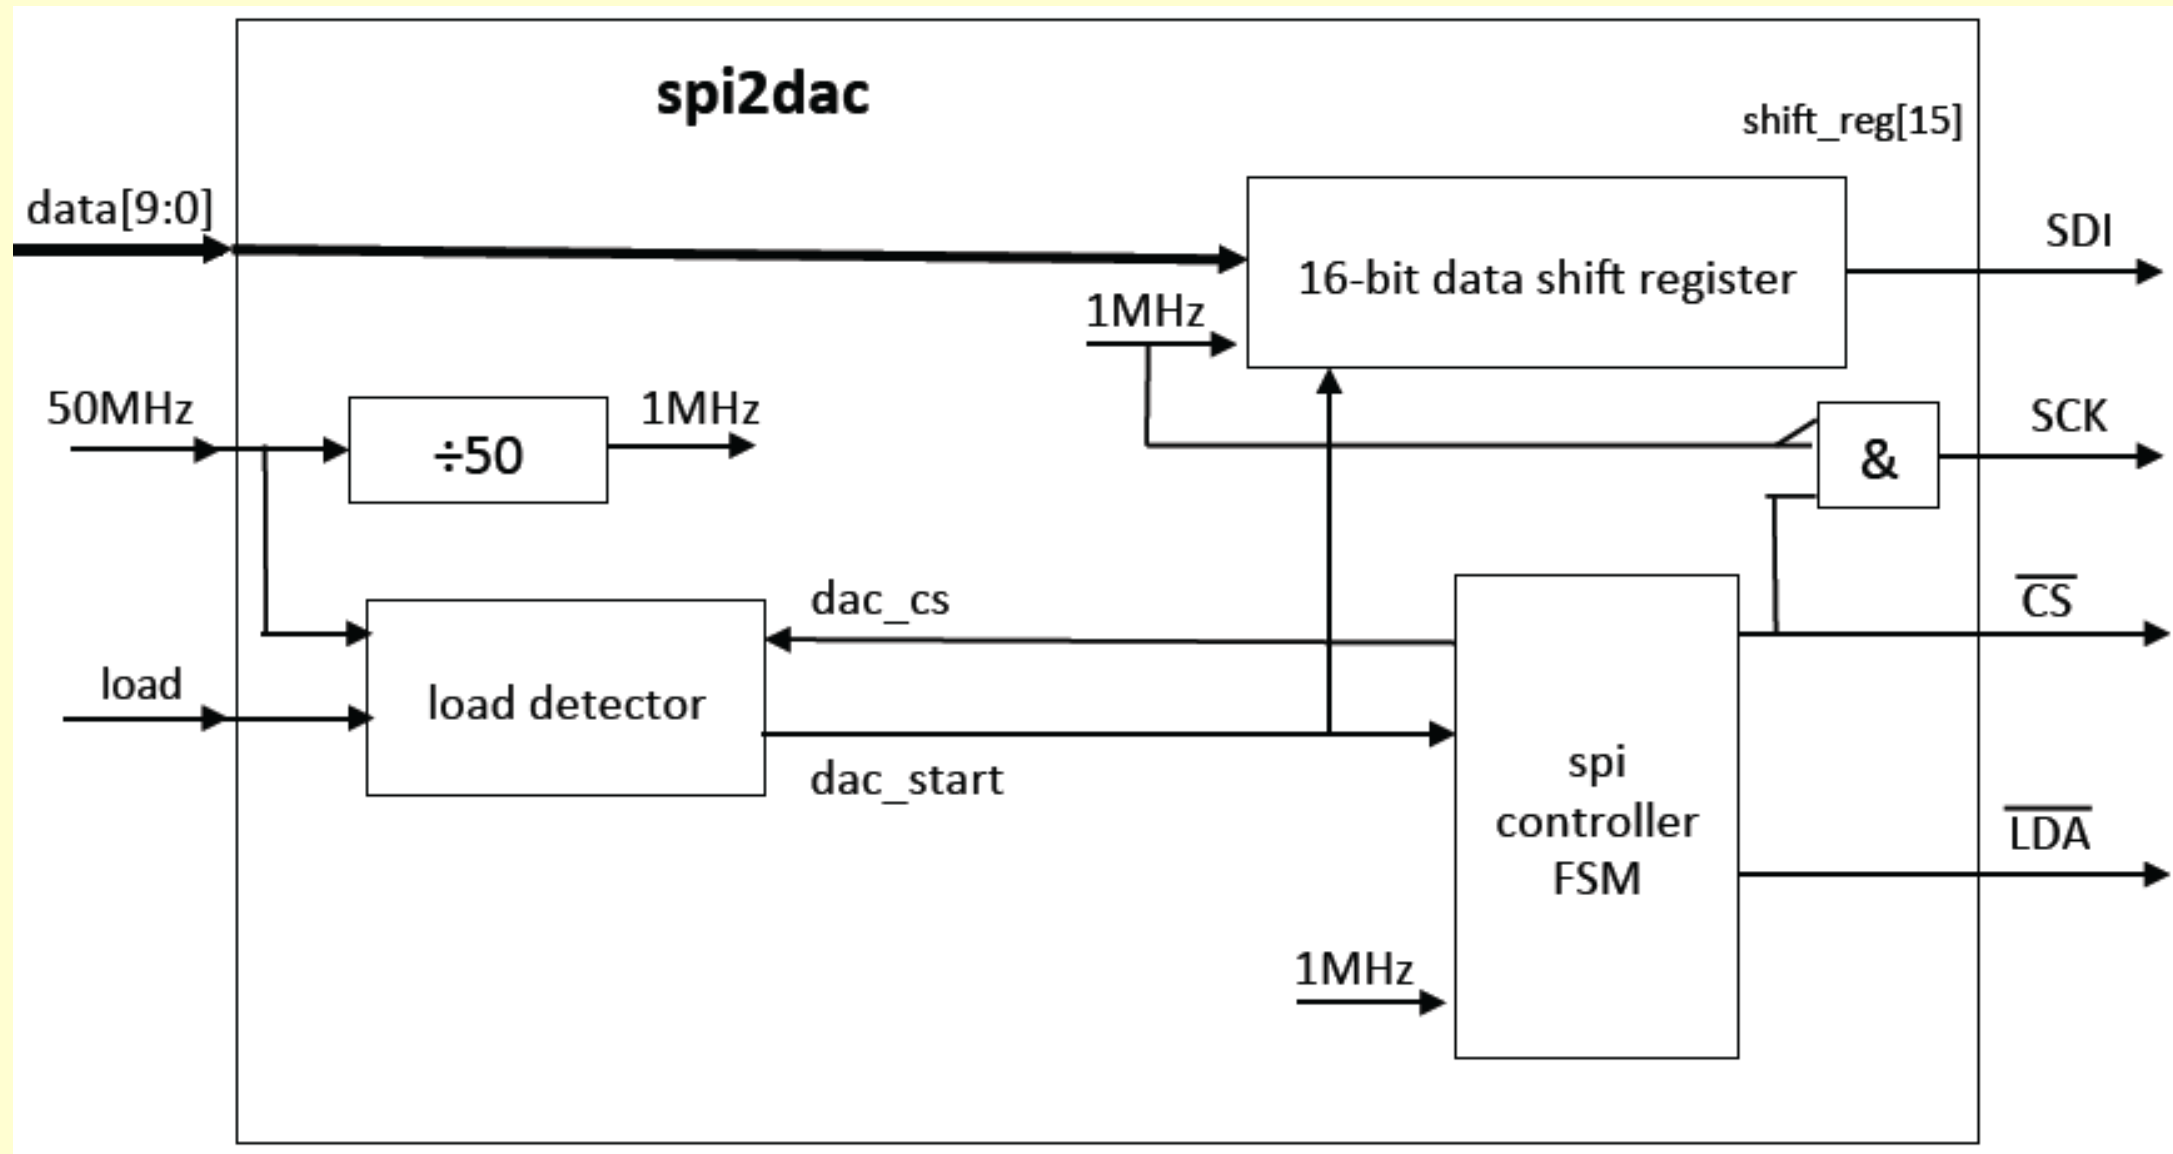 spi2dac
shift_reg[15]
data[9:0]
SDI
16-bit data shift register
1MHz
50MHz
÷50
1MHz
SCK
&
dac_cs
CS
load
load detector
dac_start
spi
controller
FSM
LDA
1MHz